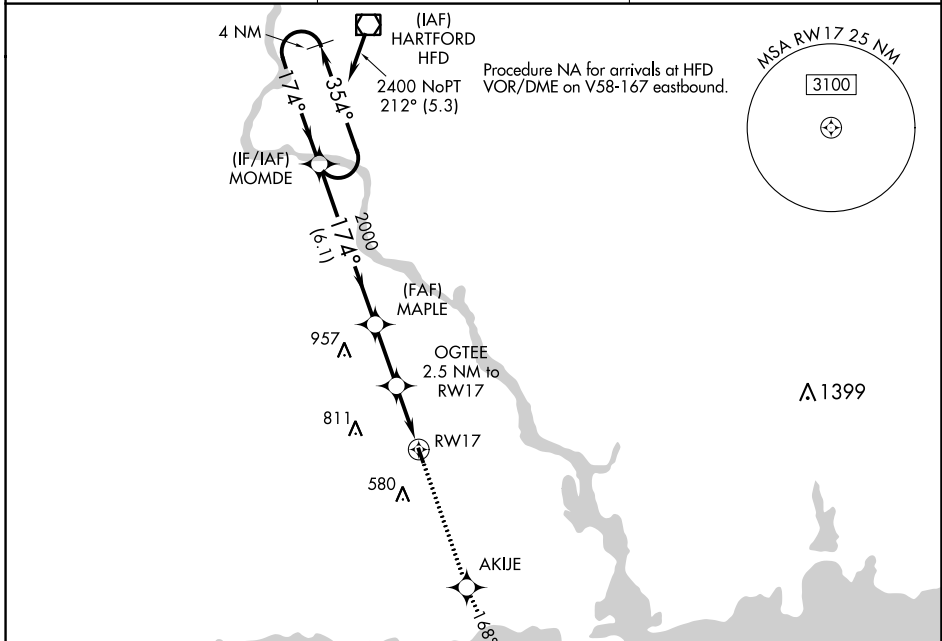 4 NM
(IAF)
HARTFORD
HFD
2400 NoPT
212° (5.3)
Procedure NA for arrivals at HFD
VOR/DME on V58-167 eastbound.
MSA RW17 25 NM
3100
174°
354°
(IF/IAF)
MOMDE
2000
174°
(6.1)
(FAF)
MAPLE
957
OGTEE
2.5 NM to
RW17
1399
811
RW17
580
AKIJE
168°